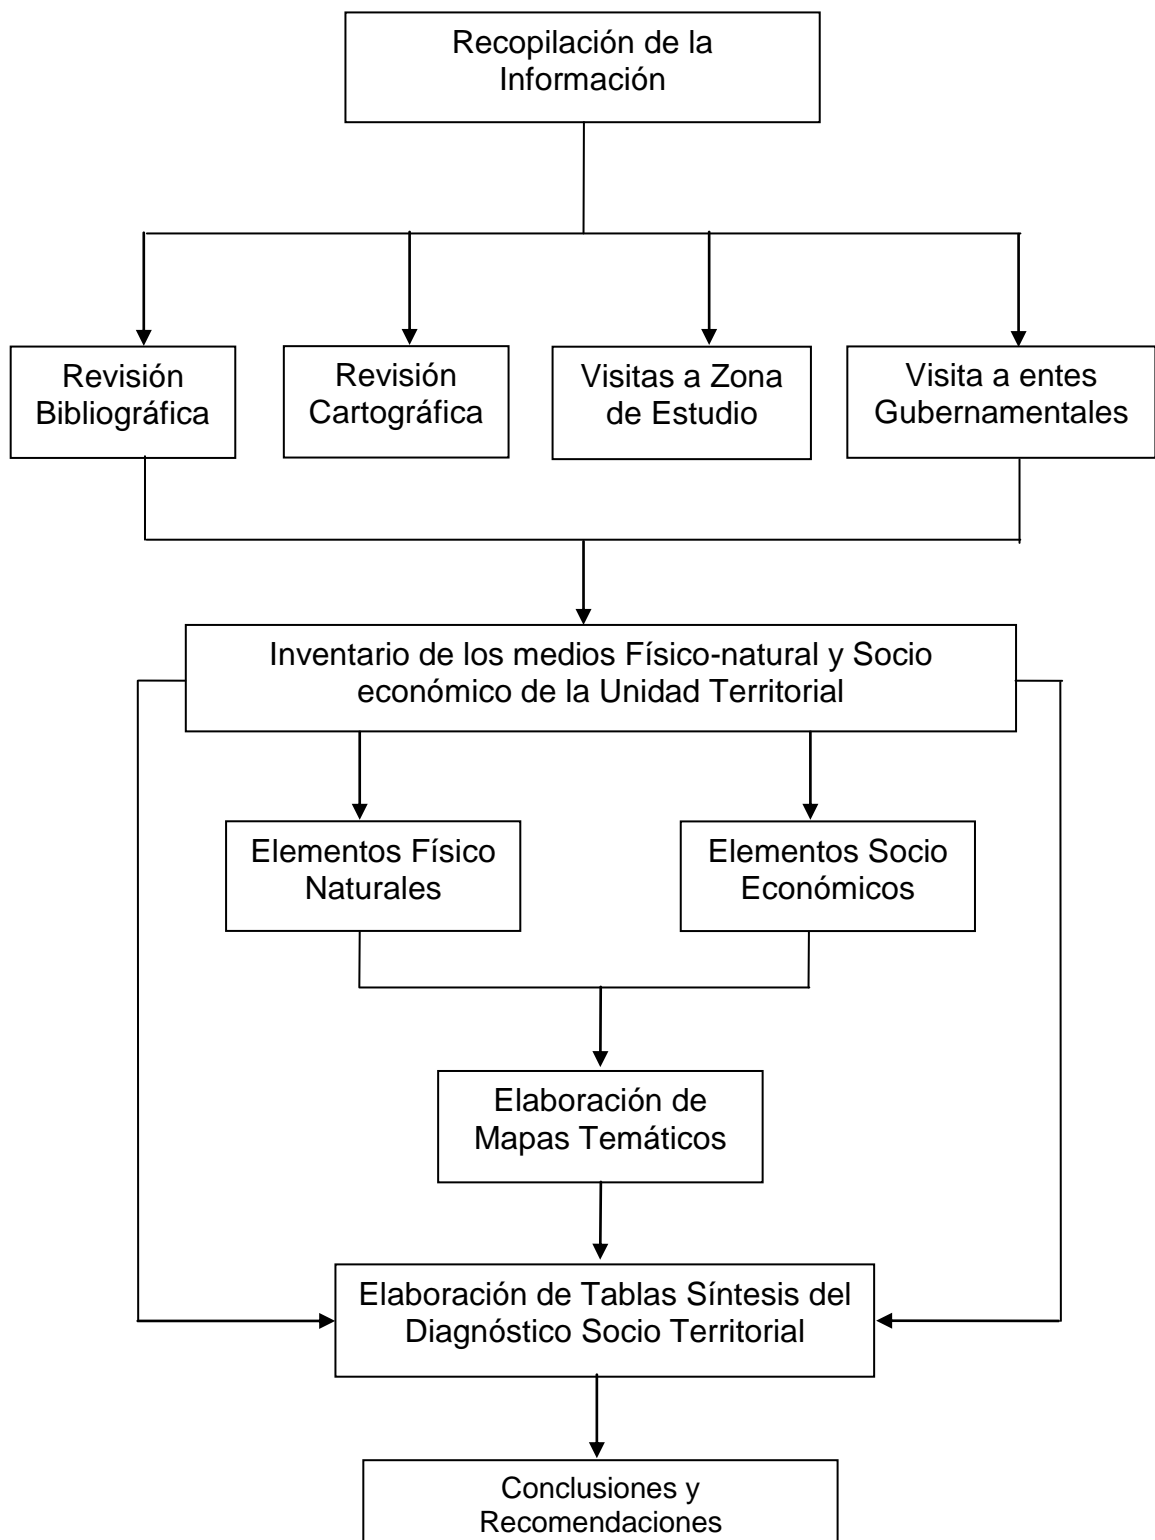 Recopilación de la
Información
Revisión
Bibliográfica
Revisión
Cartográfica
Visitas a Zona
de Estudio
Visita a entes
Gubernamentales
Inventario de los medios Físico-natural y Socio
económico de la Unidad Territorial
Elementos Físico
Naturales
Elementos Socio
Económicos
Elaboración de
Mapas Temáticos
Elaboración de Tablas Síntesis del
Diagnóstico Socio Territorial
Conclusiones y
Recomendaciones